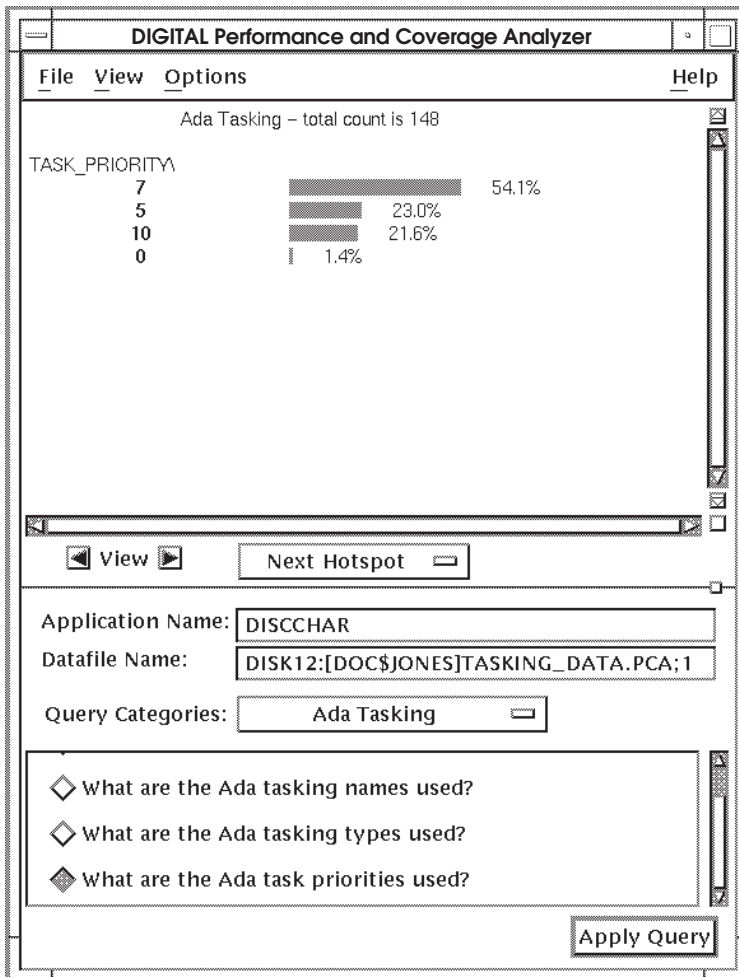 DIGITAL Performance and Coverage Analyzer
File View Options Help
Ada Tasking – total count is 148
TASK_PRIORITY\
7 54.1%
5 23.0%
10 21.6%
0 1.4%
View Next Hotspot
Application Name: DISCCHAR
Datafile Name: DISK12:[DOC$JONES]TASKING_DATA.PCA;1
Query Categories: Ada Tasking
What are the Ada tasking names used?
What are the Ada tasking types used?
What are the Ada task priorities used?
Apply Query